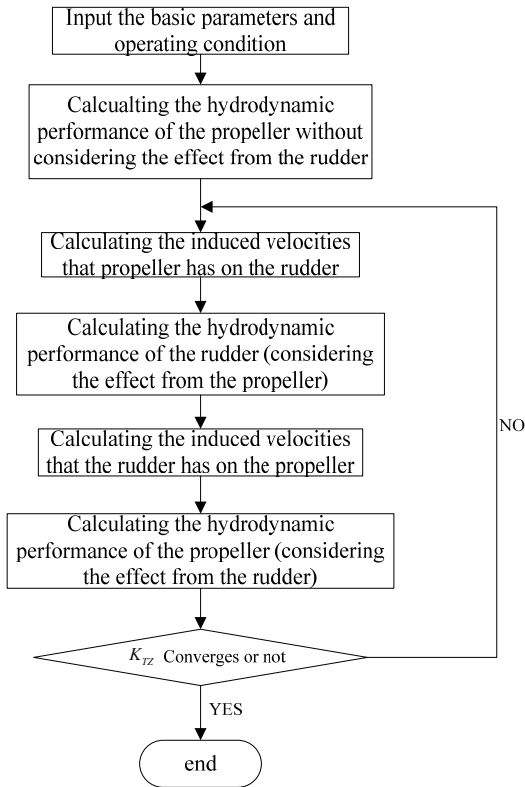 Input the basic parameters and
operating condition
Calcualting the hydrodynamic
performance of the propeller without
considering the effect from the rudder
Calculating the induced velocities
that propeller has on the rudder
Calculating the hydrodynamic
performance of the rudder (considering
the effect from the propeller)
Calculating the induced velocities
that the rudder has on the propeller
NO
Calculating the hydrodynamic
performance of the propeller (considering
the effect from the rudder)
K_TZ Converges or not
YES
end